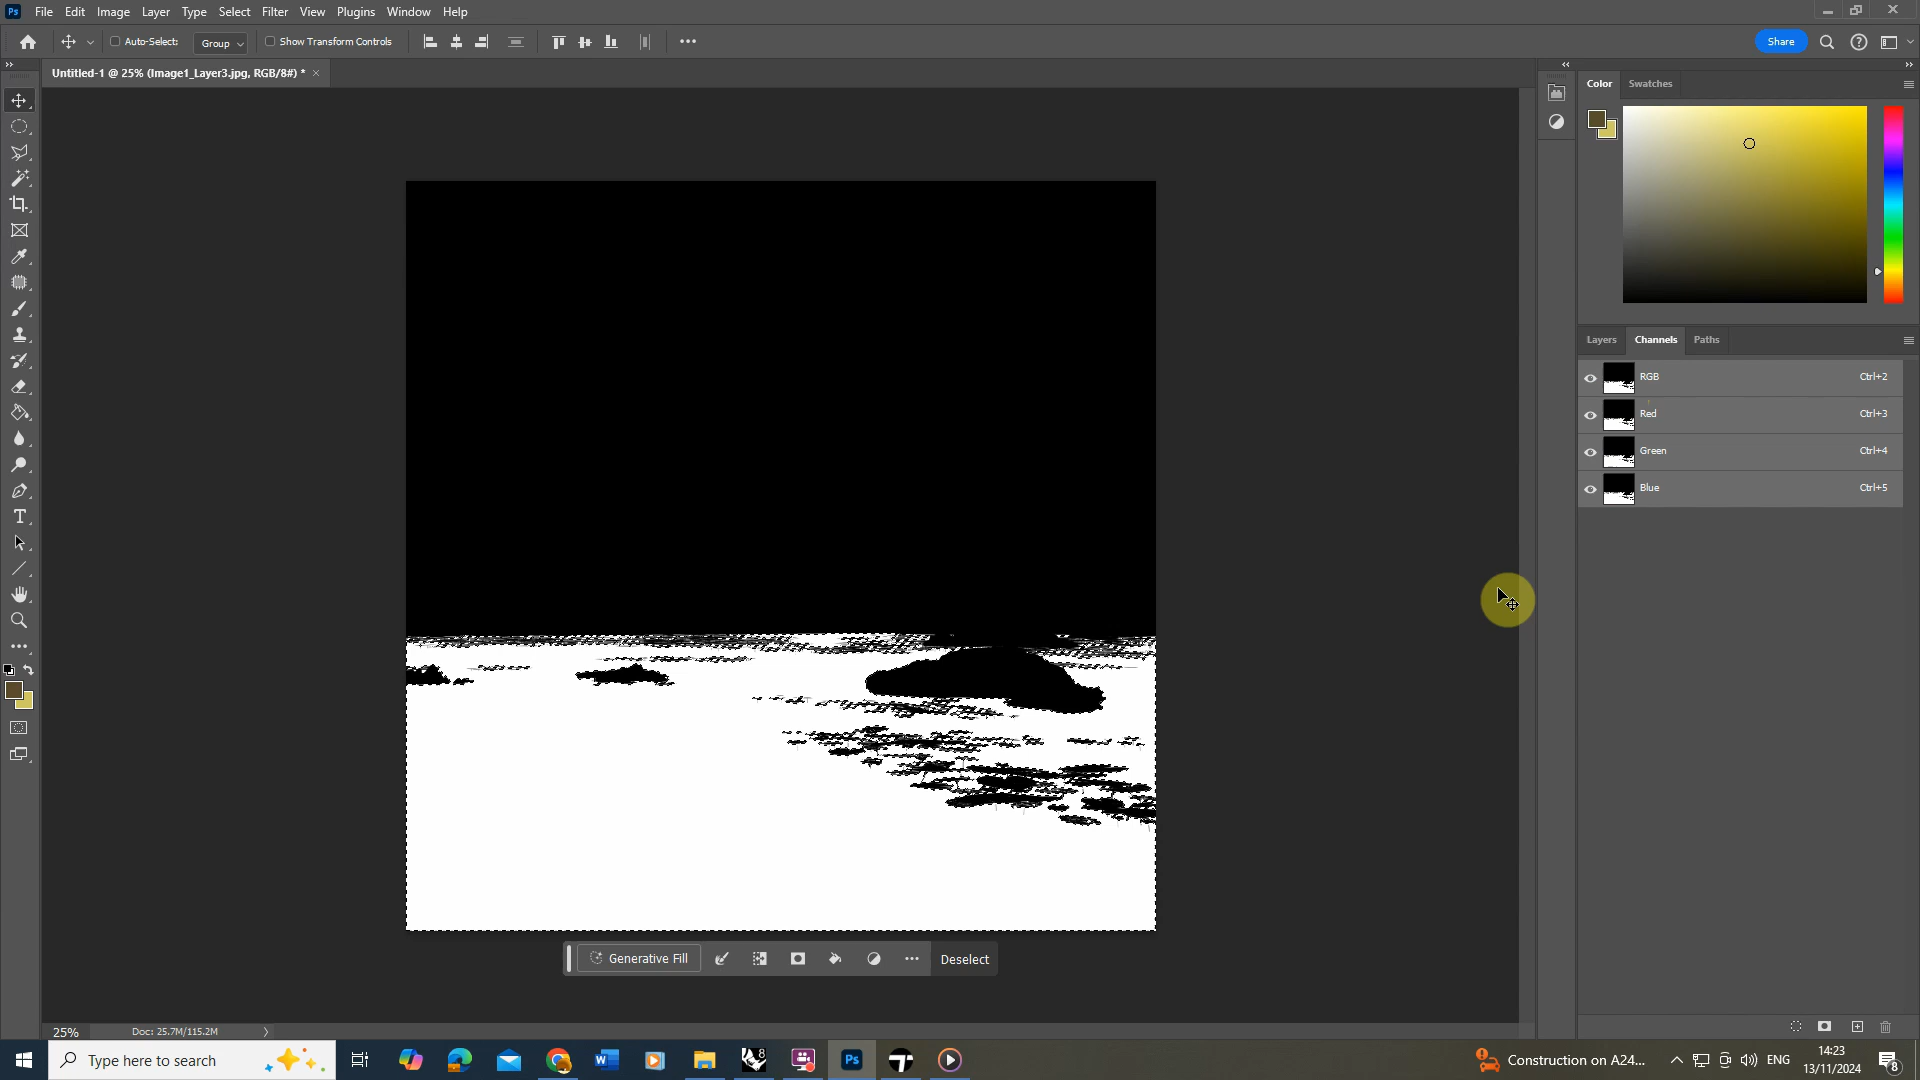 Ps File Edit Image Layer Type Select Filter View Plugins Window Help
Auto-Select: Group Show Transform Controls Share
Untitled-1 @ 25% (Image1_Layer3.jpg, RGB/8#) * ×
Color Swatches
Layers Channels Paths
RGB Ctrl+2
Red Ctrl+3
Green Ctrl+4
Blue Ctrl+5
Generative Fill Deselect
25% Doc: 25.7M/115.2M
Type here to search
Ps
Construction on A24...
ENG
14:23
13/11/2024
8